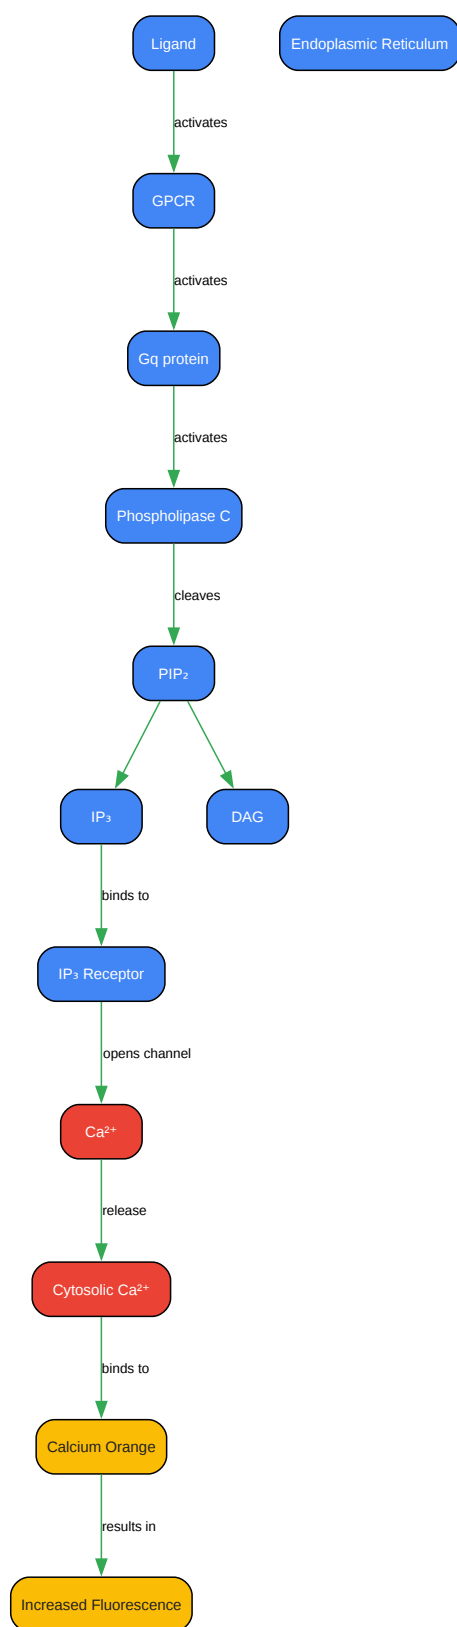 Ligand
Endoplasmic Reticulum
activates
GPCR
activates
Gq protein
activates
Phospholipase C
cleaves
PIP₂
IP₃
DAG
binds to
IP₃ Receptor
opens channel
Ca²⁺
release
Cytosolic Ca²⁺
binds to
Calcium Orange
results in
Increased Fluorescence